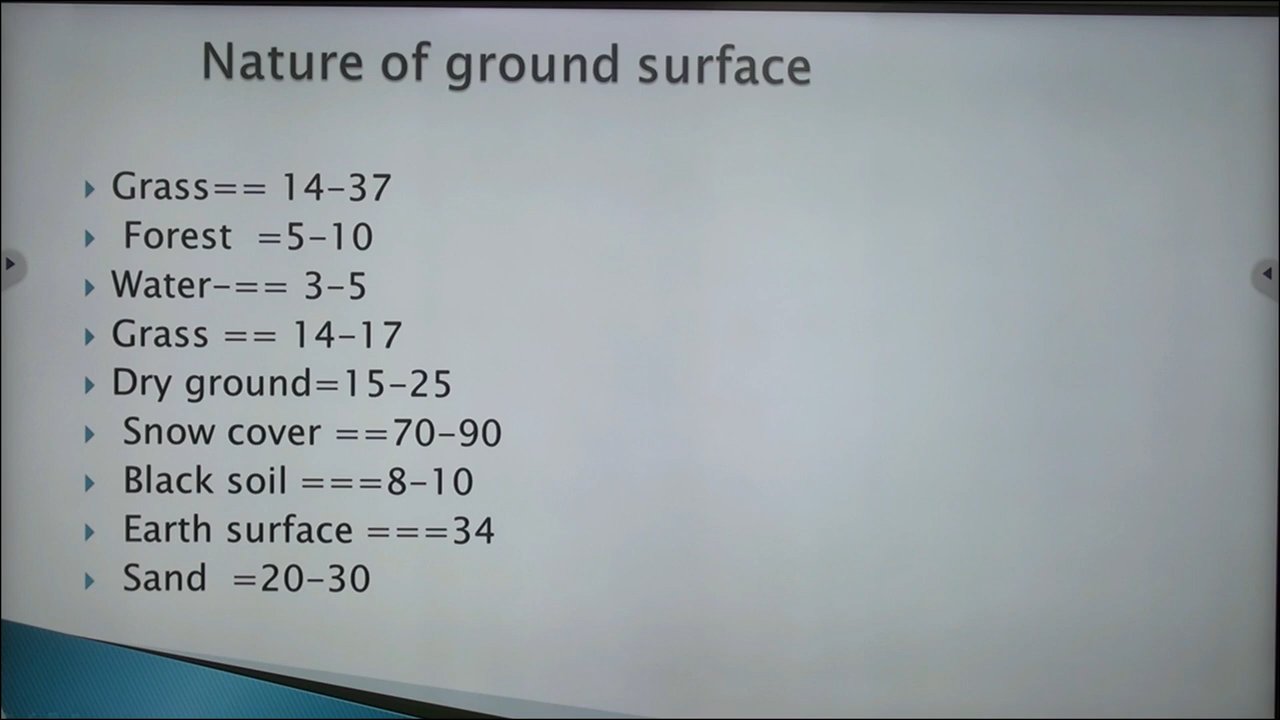 Nature of ground surface
Grass== 14-37
Forest =5-10
Water-== 3-5
Grass == 14-17
Dry ground=15-25
Snow cover ==70-90
Black soil ===8-10
Earth surface ===34
Sand =20-30